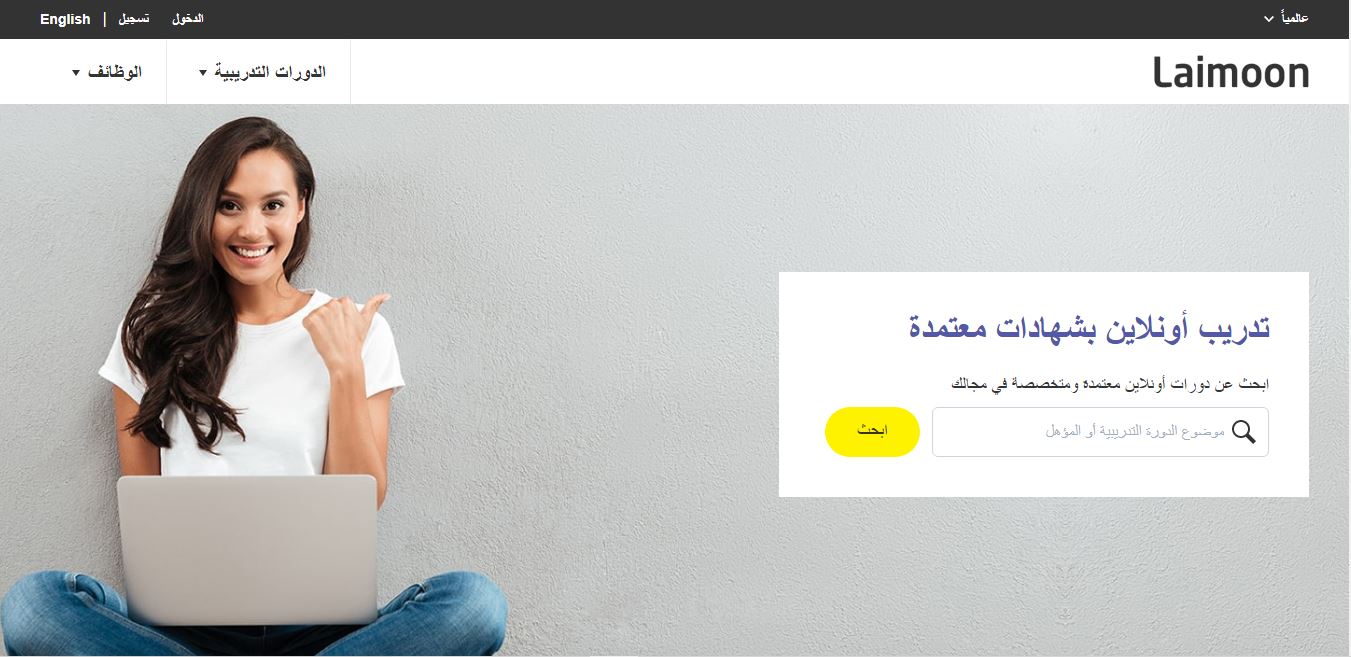 عالمياً
الدخول تسجيل | English
Laimoon
الدورات التدريبية الوظائف
تدريب أونلاين بشهادات معتمدة
ابحث عن دورات أونلاين معتمدة ومتخصصة في مجالك
موضوع الدورة التدريبية أو المؤهل
ابحث